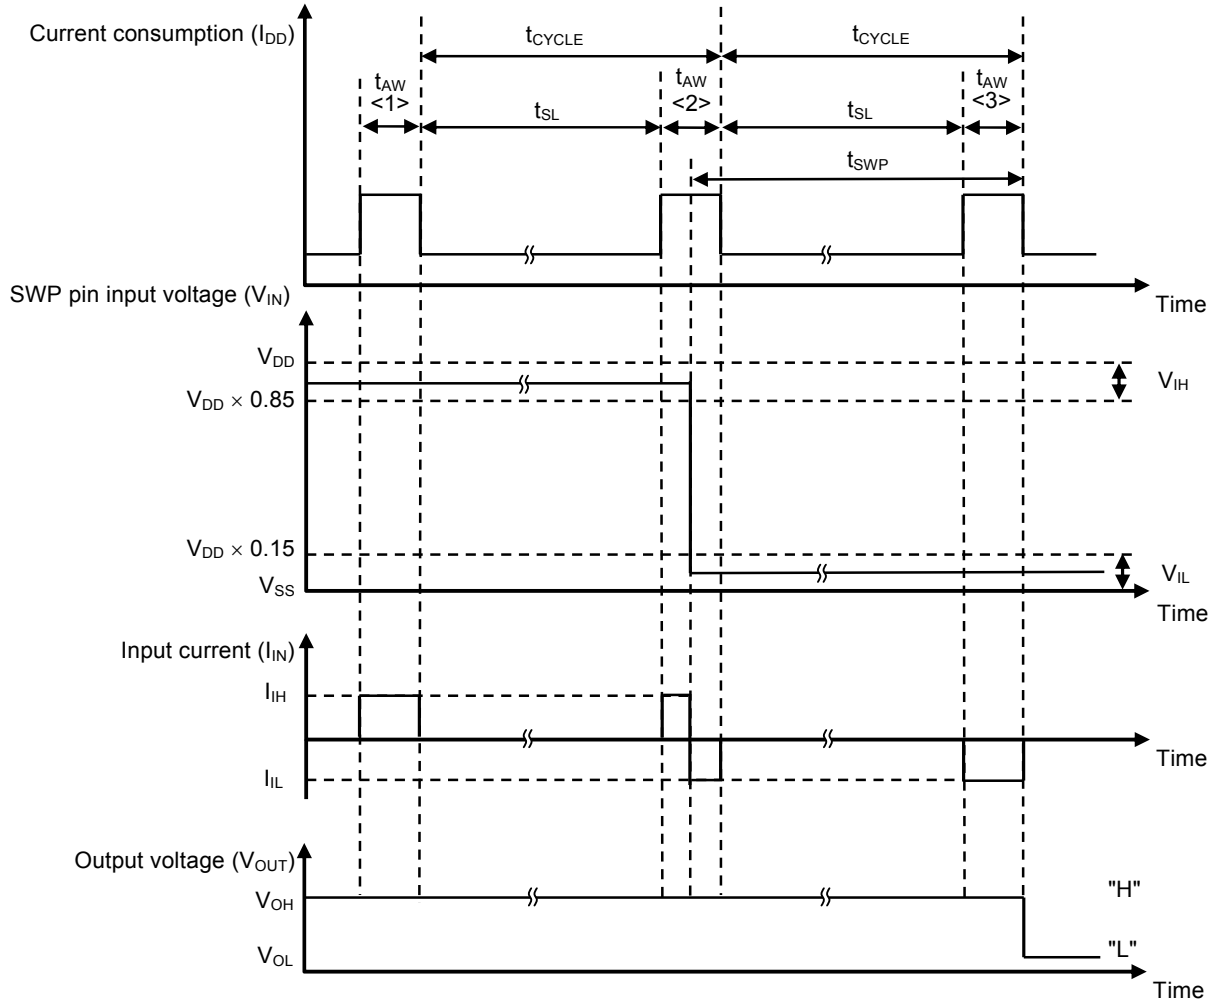 Current consumption (IDD)
tCYCLE
tCYCLE
tAW
<1>
tSL
tAW
<2>
tSL
tAW
<3>
tSWP
Time
SWP pin input voltage (VIN)
VDD
VDD × 0.85
VIH
VDD × 0.15
VSS
VIL
Time
Input current (IIN)
IIH
Time
IIL
Output voltage (VOUT)
VOH
"H"
VOL
"L"
Time